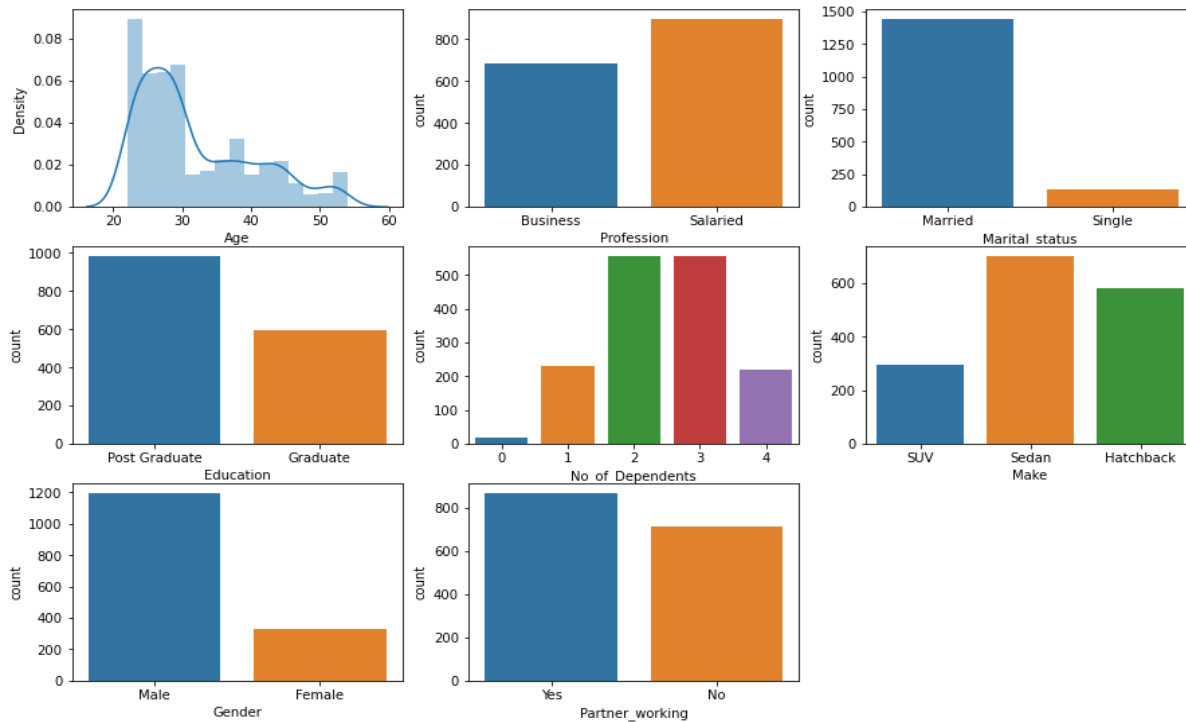 Density
0.08
0.06
0.04
0.02
0.00
20 30 40 50 60
Age
count
800
600
400
200
0
Business Salaried
Profession
count
1500
1250
1000
750
500
250
0
Married Single
Marital_status
count
1000
800
600
400
200
0
Post Graduate Graduate
Education
count
500
400
300
200
100
0
0 1 2 3 4
No_of_Dependents
count
600
400
200
0
SUV Sedan Hatchback
Make
count
1200
1000
800
600
400
200
0
Male Female
Gender
count
800
600
400
200
0
Yes No
Partner_working